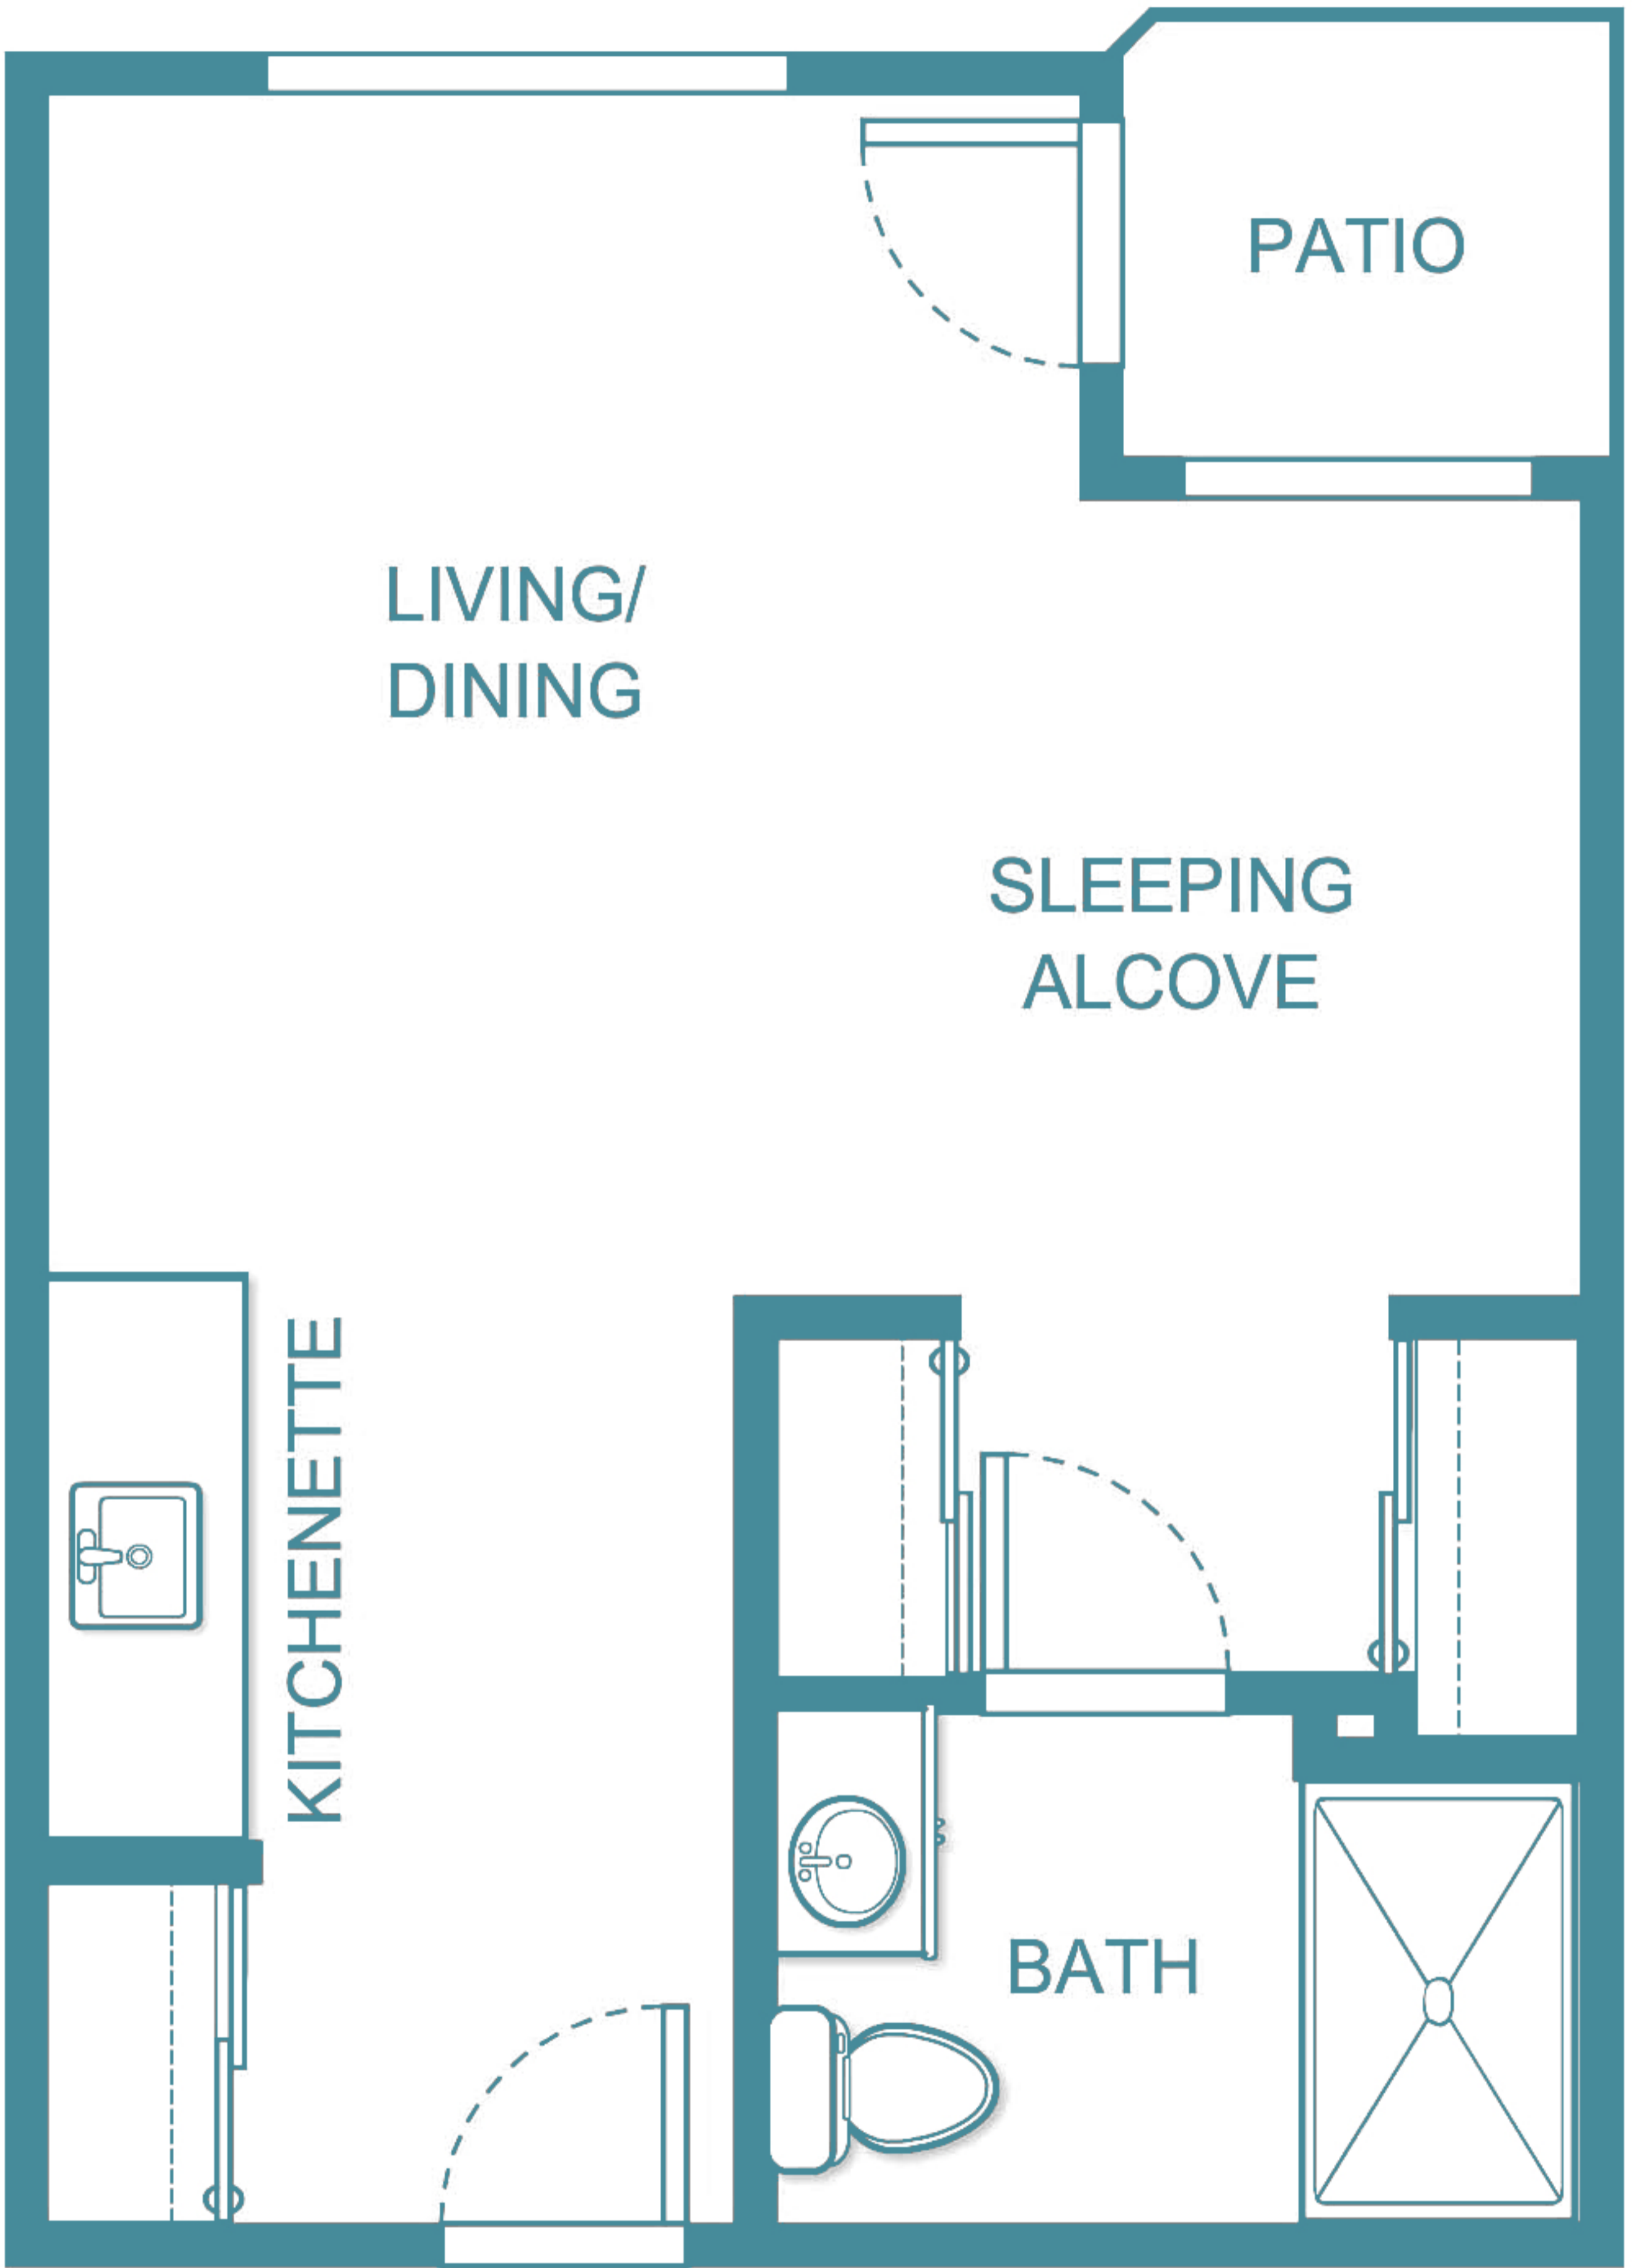 PATIO
LIVING/
DINING
SLEEPING
ALCOVE
KITCHENETTE
BATH